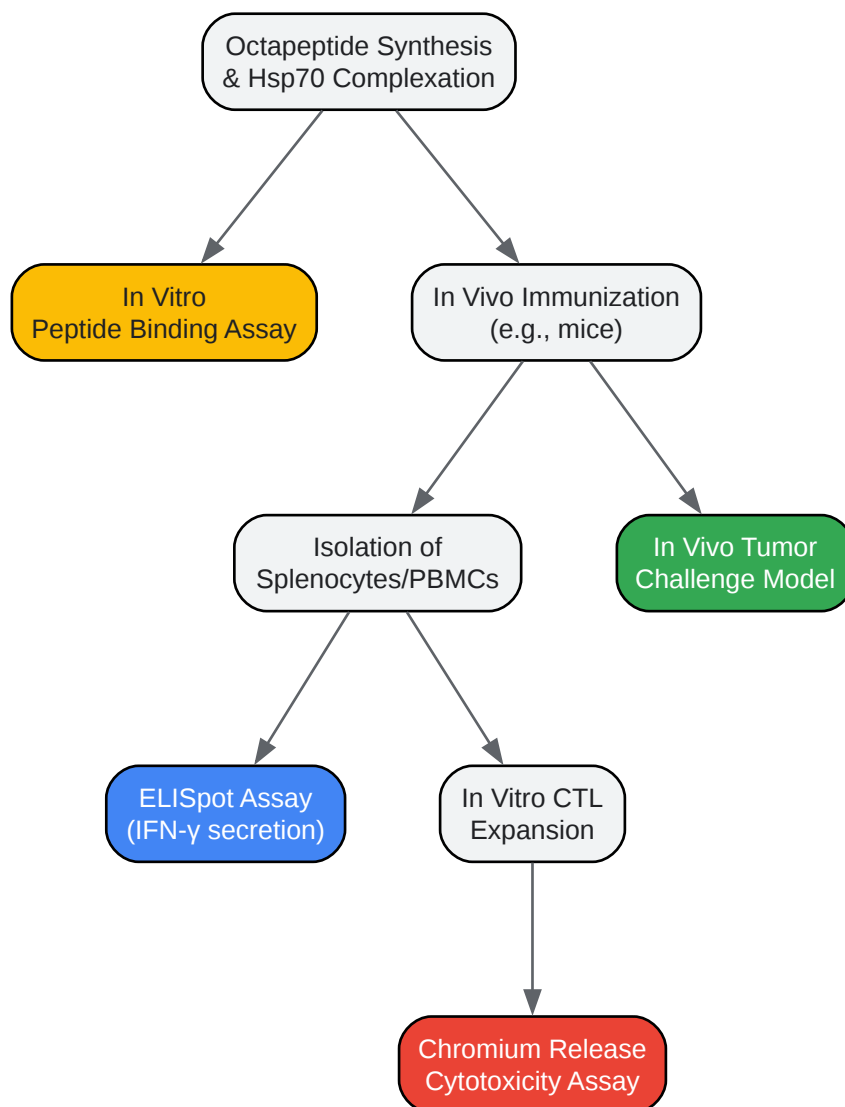 Octapeptide Synthesis
& Hsp70 Complexation
In Vitro
Peptide Binding Assay
In Vivo Immunization
(e.g., mice)
Isolation of
Splenocytes/PBMCs
In Vivo Tumor
Challenge Model
ELISpot Assay
(IFN-γ secretion)
In Vitro CTL
Expansion
Chromium Release
Cytotoxicity Assay